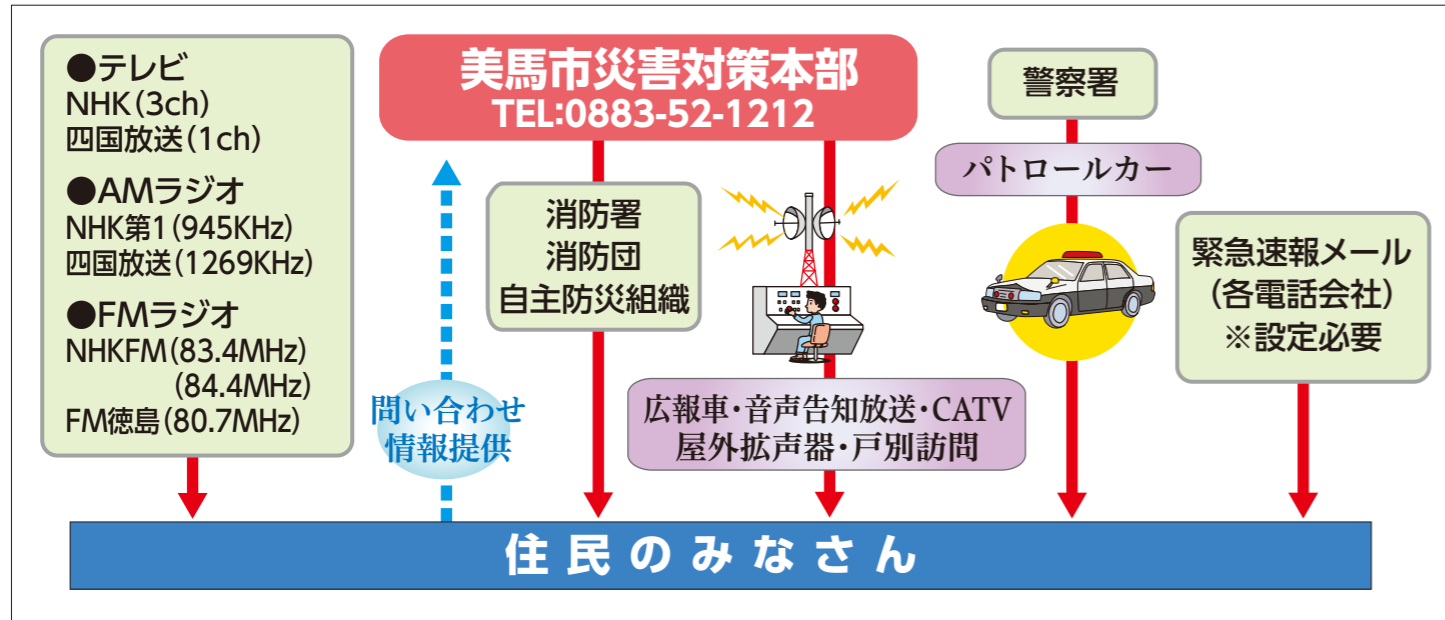 ●テレビ
NHK(3ch)
四国放送(1ch)
●AMラジオ
NHK第1(945KHz)
四国放送(1269KHz)
●FMラジオ
NHKFM(83.4MHz)
(84.4MHz)
FM徳島(80.7MHz)
美馬市災害対策本部
TEL:0883-52-1212
問い合わせ
情報提供
消防署
消防団
自主防災組織
広報車・音声告知放送・CATV
屋外拡声器・戸別訪問
警察署
パトロールカー
緊急速報メール
(各電話会社)
※設定必要
住民のみなさん